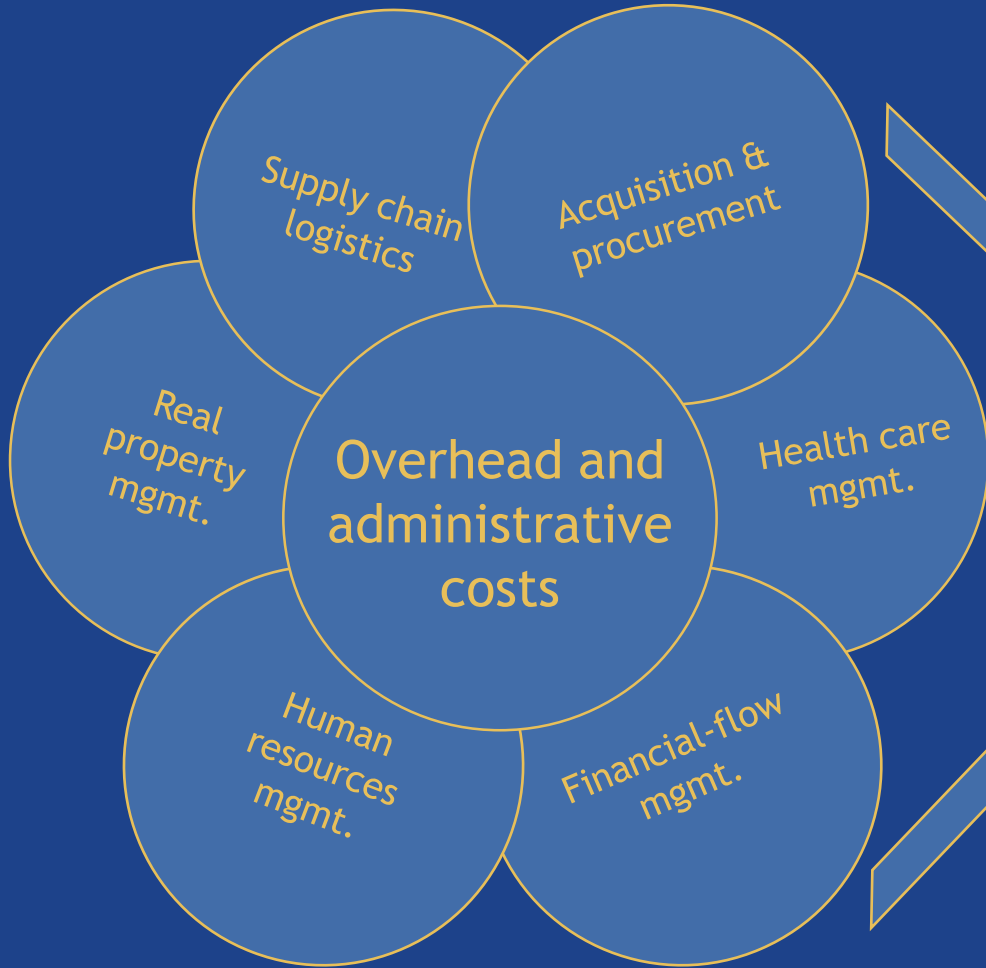 Supply chain
logistics
Acquisition &
procurement
Real
property
mgmt.
Overhead and
administrative
costs
Health care
mgmt.
Human
resources
mgmt.
Financial-flow
mgmt.